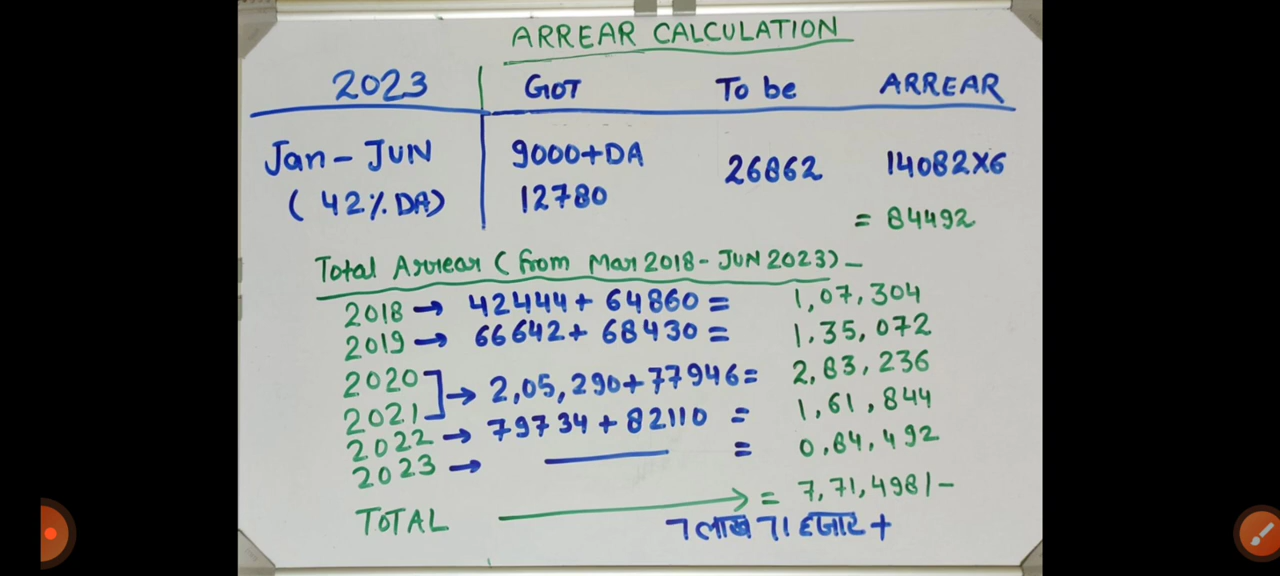 ARREAR CALCULATION
2023 GOT To be ARREAR
Jan - JUN 9000+DA 26862 14082X6
(42% DA) 12780
= 84492
Total Arrear (from Mar 2018 - JUN 2023) -
2018 → 42444 + 64860 = 1,07,304
2019 → 66642 + 68430 = 1,35,072
2020
2021 ] → 2,05,290 + 77946 = 2,83,236
2022 → 79734 + 82110 = 1,61,844
2023 → — = 0,84,492
TOTAL → = 7,71,498/-
7 लाख 71 हजार +